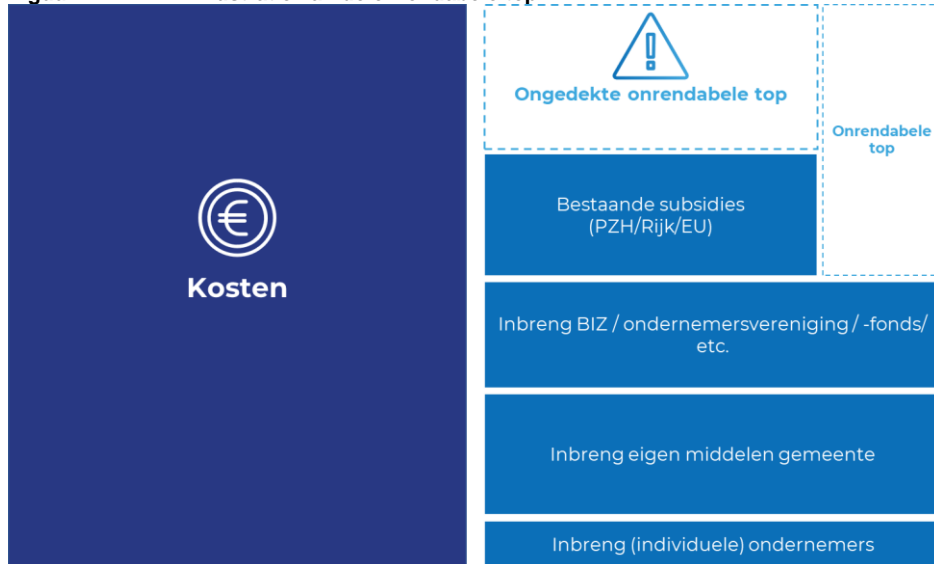 Kosten
Ongedekte onrendabele top
Onrendabele
top
Bestaande subsidies
(PZH/Rijk/EU)
Inbreng BIZ / ondernemersvereniging / -fonds/
etc.
Inbreng eigen middelen gemeente
Inbreng (individuele) ondernemers